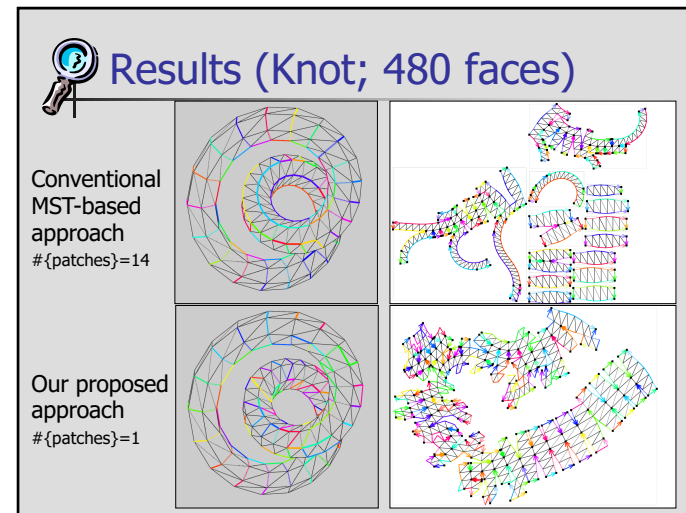 Results (Knot; 480 faces)
Conventional
MST-based
approach
#{patches}=14
Our proposed
approach
#{patches}=1